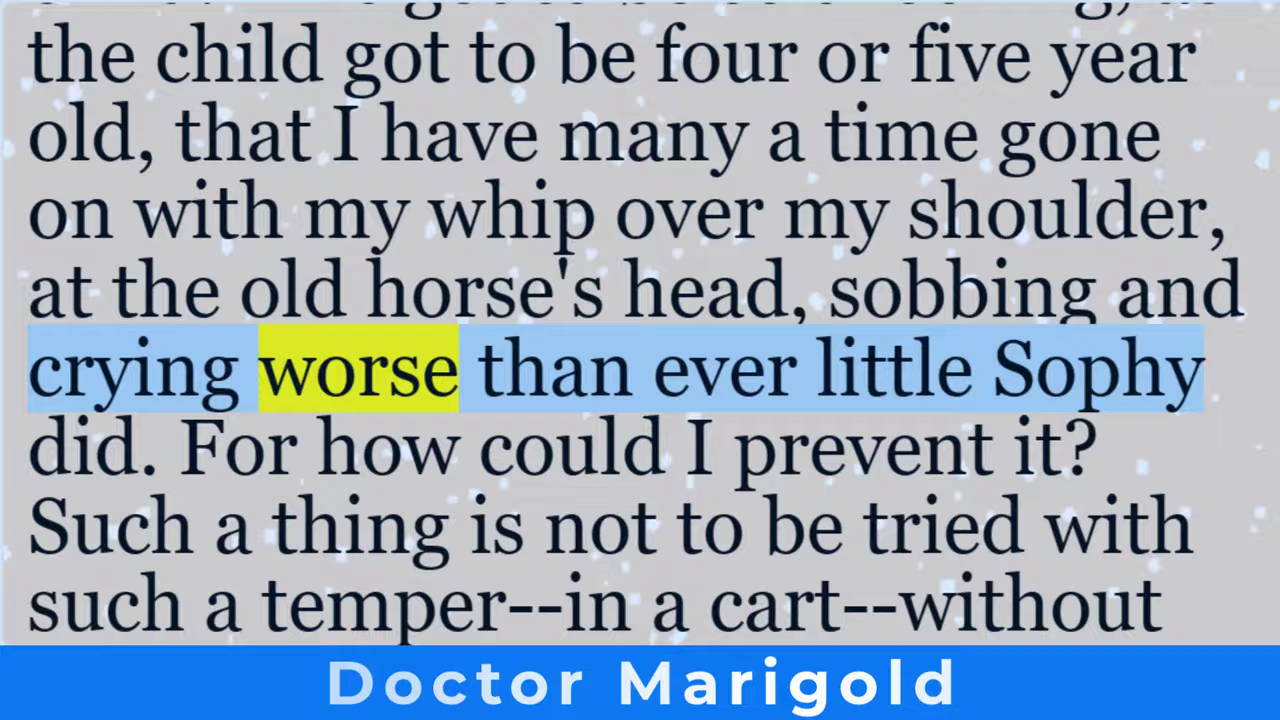 the child got to be four or five year
old, that I have many a time gone
on with my whip over my shoulder,
at the old horse's head, sobbing and
crying worse than ever little Sophy
did. For how could I prevent it?
Such a thing is not to be tried with
such a temper--in a cart--without
Doctor Marigold